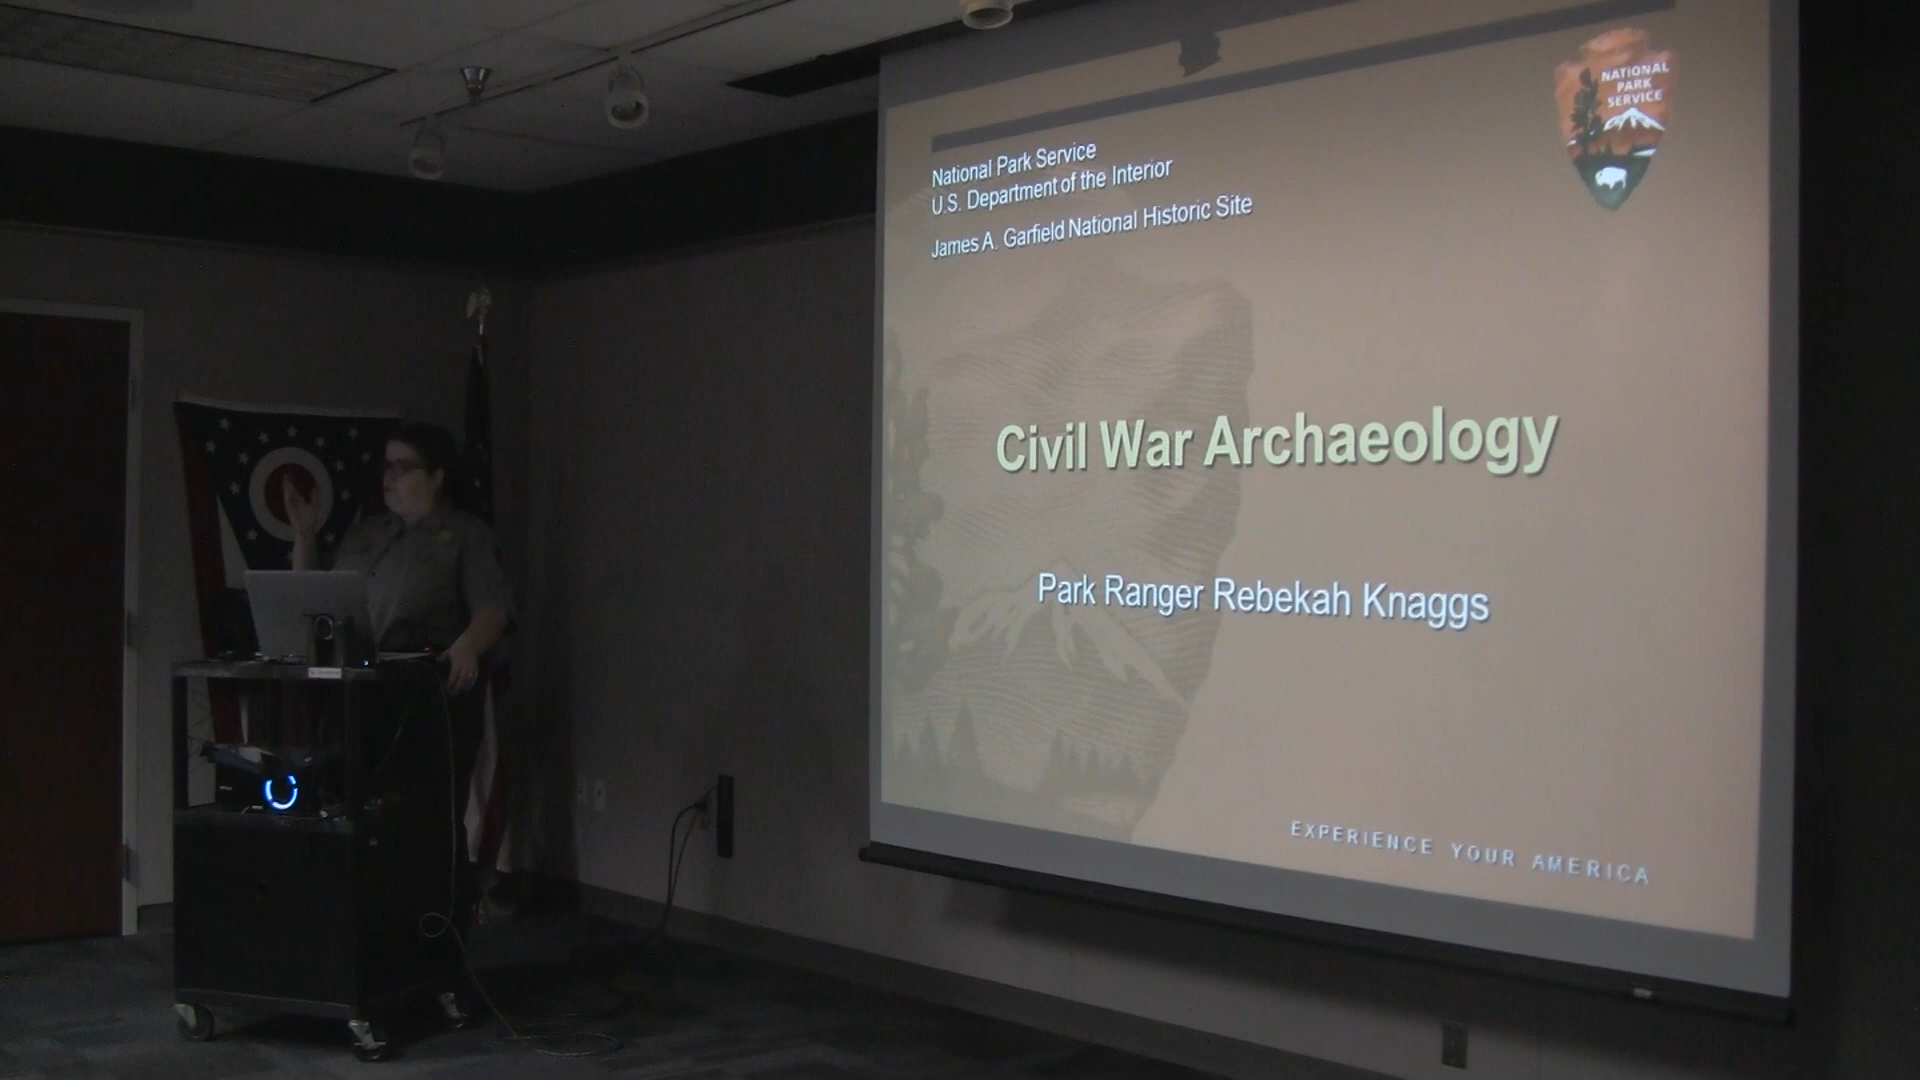 National Park Service
U.S. Department of the Interior
James A. Garfield National Historic Site
NATIONAL
PARK
SERVICE
Civil War Archaeology
Park Ranger Rebekah Knaggs
EXPERIENCE YOUR AMERICA